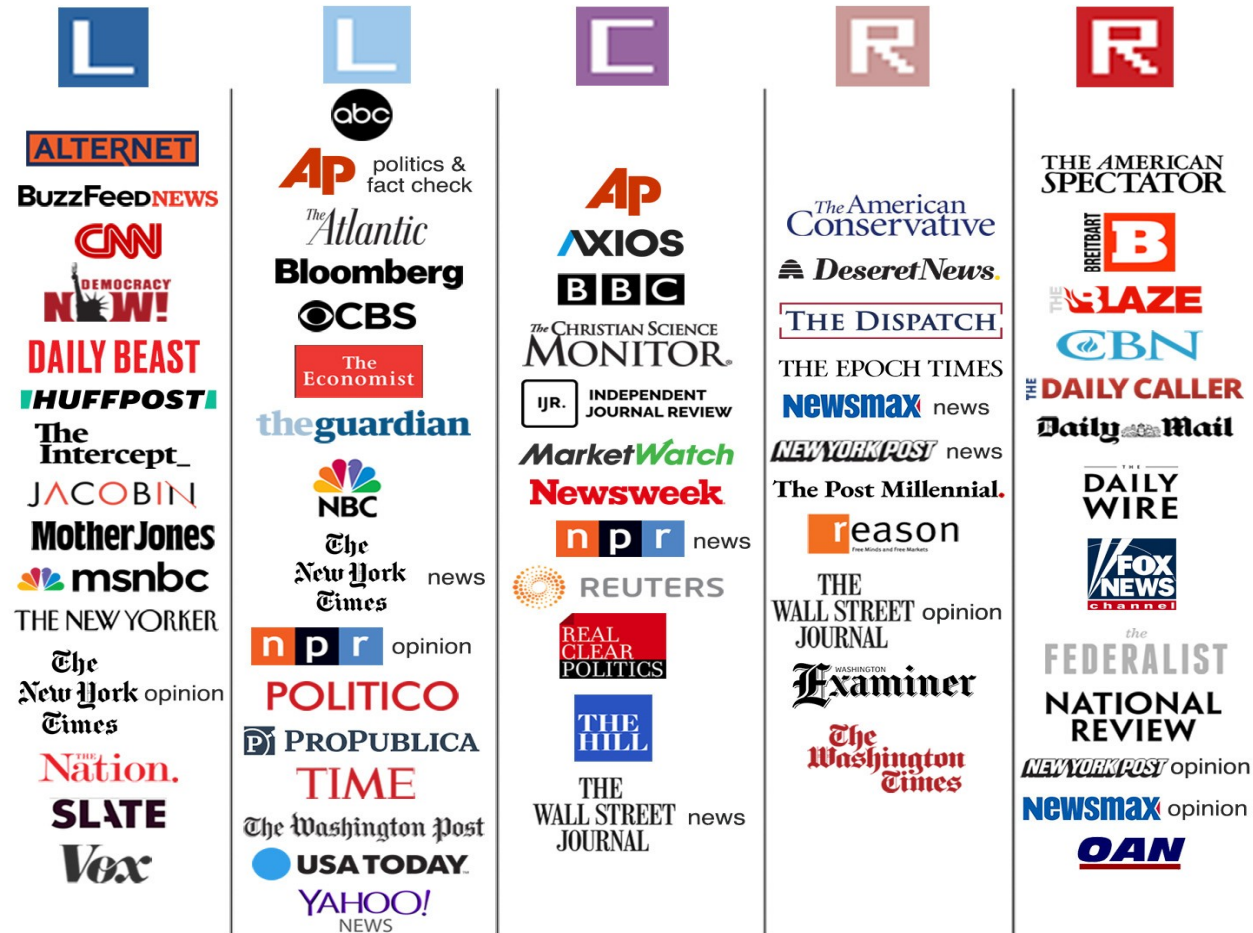 L
L
C
R
R
ALTERNET
BuzzFeed NEWS
CNN
DEMOCRACY
NOW!
DAILY BEAST
HUFFPOST
The
Intercept_
JACOBIN
Mother Jones
msnbc
THE NEW YORKER
The
New York opinion
Times
THE
Nation.
SLATE
Vox
abc
AP politics &
fact check
The Atlantic
Bloomberg
CBS
The
Economist
theguardian
NBC
The
New York news
Times
npr opinion
POLITICO
P PROPUBLICA
TIME
The Washington Post
USA TODAY
YAHOO!
NEWS
AP
AXIOS
BBC
The CHRISTIAN SCIENCE
MONITOR®
IJR. INDEPENDENT
JOURNAL REVIEW
MarketWatch
Newsweek
npr news
REUTERS
REAL
CLEAR
POLITICS
THE
HILL
THE
WALL STREET news
JOURNAL
The American
Conservative
Deseret News.
THE DISPATCH
THE EPOCH TIMES
Newsmax news
NEW YORK POST news
The Post Millennial.
reason
Free Minds and Free Markets
THE
WALL STREET opinion
JOURNAL
WASHINGTON
Examiner
The
Washington
Times
THE AMERICAN
SPECTATOR
BREITBART B
THE BLAZE
CBN
THE DAILY CALLER
Daily Mail
THE
DAILY
WIRE
FOX
NEWS
channel
the
FEDERALIST
NATIONAL
REVIEW
NEW YORK POST opinion
Newsmax opinion
OAN